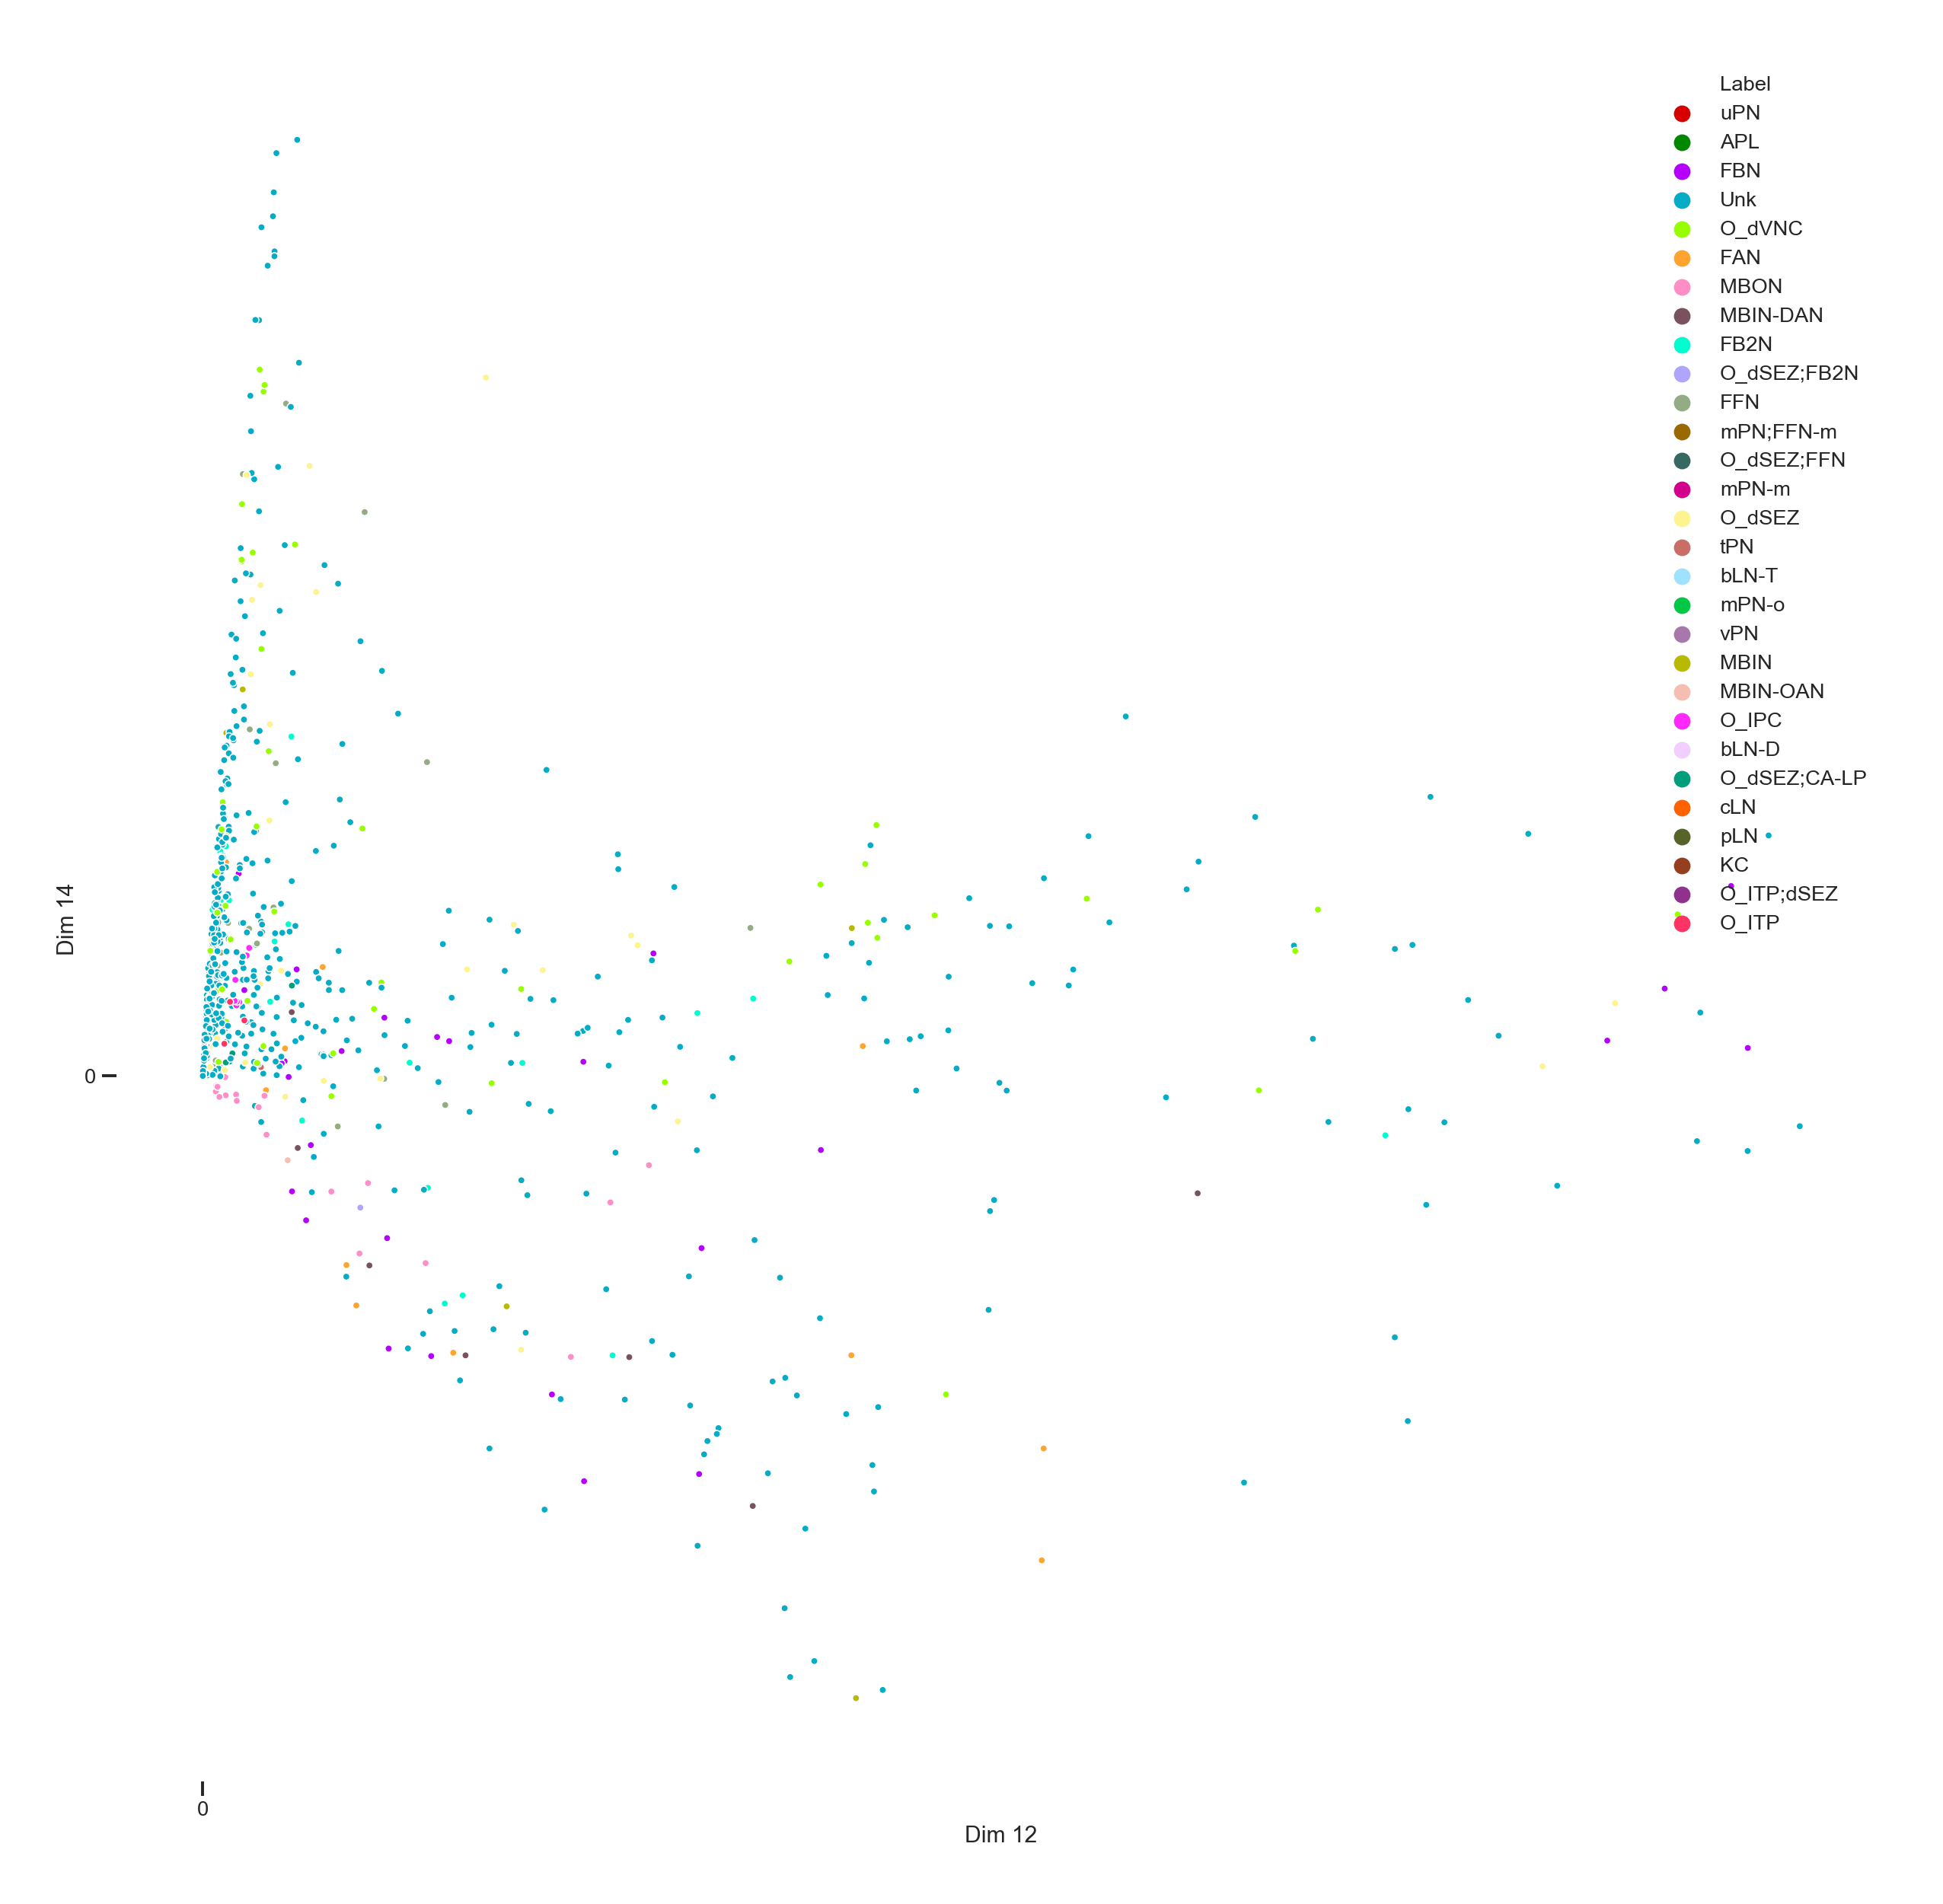 Label
uPN
APL
FBN
Unk
O_dVNC
FAN
MBON
MBIN-DAN
FB2N
O_dSEZ;FB2N
FFN
mPN;FFN-m
O_dSEZ;FFN
mPN-m
O_dSEZ
tPN
bLN-T
mPN-o
vPN
MBIN
MBIN-OAN
O_IPC
bLN-D
O_dSEZ;CA-LP
cLN
pLN
KC
O_ITP;dSEZ
O_ITP
Dim 14
0
0
Dim 12